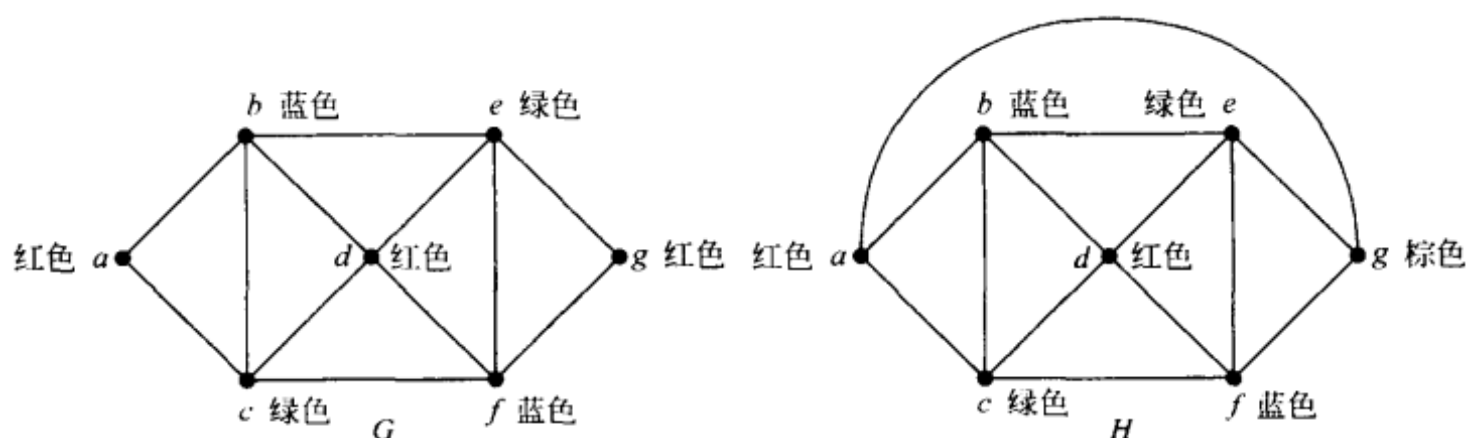 b 蓝色
e 绿色
红色 a
d 红色
g 红色
c 绿色
f 蓝色
G
b 蓝色
绿色 e
红色 a
d 红色
g 棕色
c 绿色
f 蓝色
H